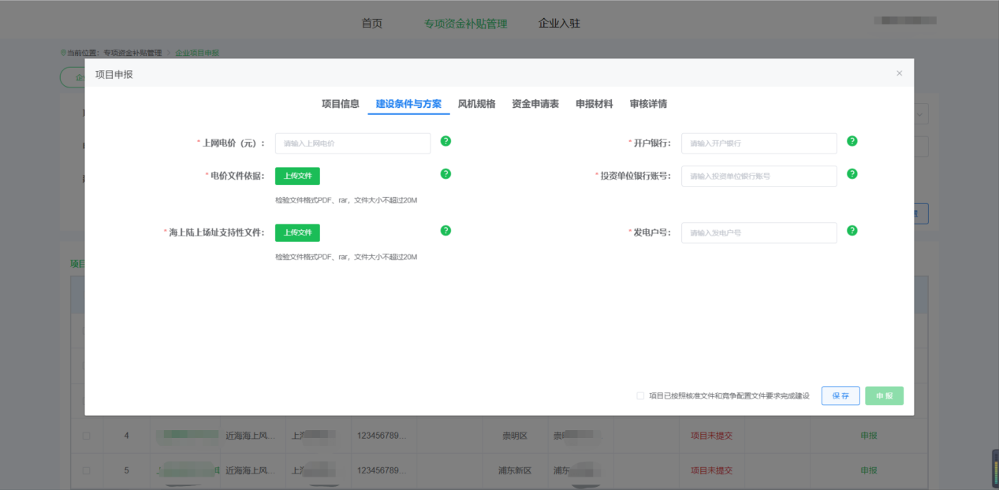 首页 专项资金补贴管理 企业入驻
当前位置：专项资金补贴管理 > 企业项目申报
项目申报 ×
项目信息 建设条件与方案 风机规格 资金申请表 申报材料 审核详情
* 上网电价（元）： 请输入上网电价 ? * 开户银行： 请输入开户银行 ?
* 电价文件依据： 上传文件 ? * 投资单位银行账号： 请输入投资单位银行账号 ?
检验文件格式PDF、rar，文件大小不超过20M
* 海上陆上场址支持性文件： 上传文件 ? * 发电户号： 请输入发电户号 ?
检验文件格式PDF、rar，文件大小不超过20M
项目已按照核准文件和竞争配置文件要求完成建设 保存 申报
4 近海海上风... 上 123456789... 崇明区 崇 项目未提交 申报
5 近海海上风... 上 123456789... 浦东新区 浦东 项目未提交 申报